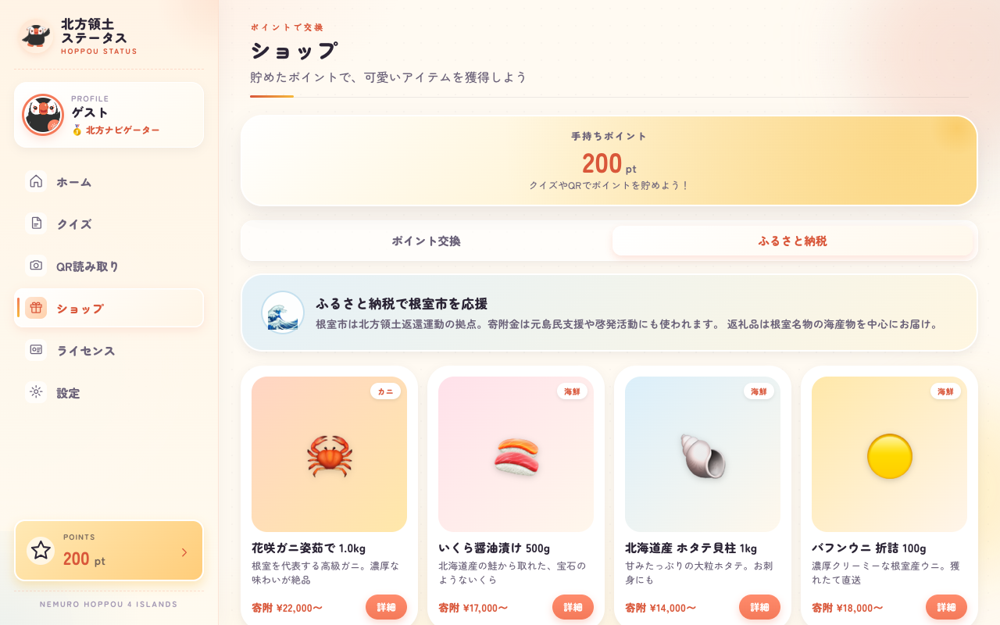 北方領土
ステータス
HOPPOU STATUS
PROFILE
ゲスト
北方ナビゲーター
ホーム
クイズ
QR読み取り
ショップ
ライセンス
設定
POINTS
200 pt
NEMURO HOPPOU 4 ISLANDS
ポイントで交換
ショップ
貯めたポイントで、可愛いアイテムを獲得しよう
手持ちポイント
200 pt
クイズやQRでポイントを貯めよう！
ポイント交換
ふるさと納税
ふるさと納税で根室市を応援
根室市は北方領土返還運動の拠点。寄附金は元島民支援や啓発活動にも使われます。 返礼品は根室名物の海産物を中心にお届け。
カニ
花咲ガニ姿茹で 1.0kg
根室を代表する高級ガニ。濃厚な
味わいが絶品
寄附 ¥22,000〜
詳細
海鮮
いくら醤油漬け 500g
北海道産の鮭から取れた、宝石の
ようないくら
寄附 ¥17,000〜
詳細
海鮮
北海道産 ホタテ貝柱 1kg
甘みたっぷりの大粒ホタテ。お刺
身にも
寄附 ¥14,000〜
詳細
海鮮
バフンウニ 折詰 100g
濃厚クリーミーな根室産ウニ。獲
れたて直送
寄附 ¥18,000〜
詳細